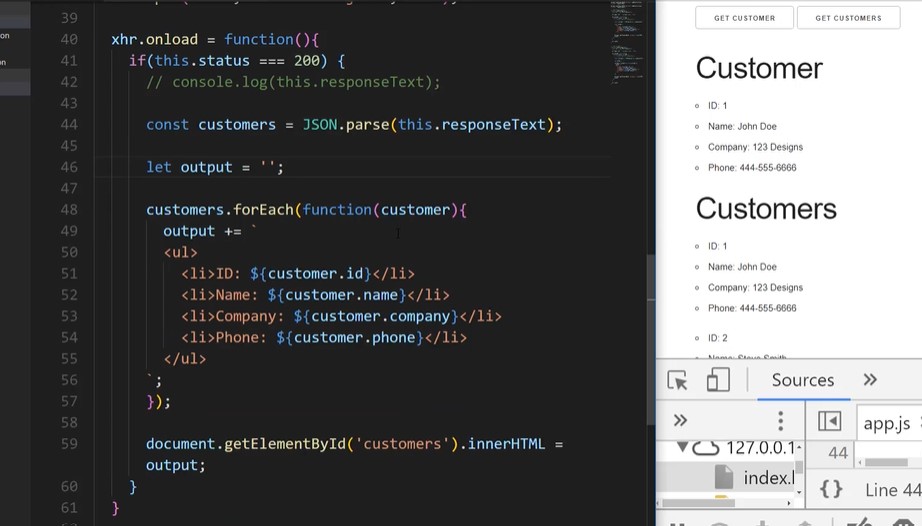 on
n
39
40 xhr.onload = function(){
41 if(this.status === 200) {
42 // console.log(this.responseText);
43
44 const customers = JSON.parse(this.responseText);
45
46 let output = '';
47
48 customers.forEach(function(customer){
49 output += `
50 <ul>
51 <li>ID: ${customer.id}</li>
52 <li>Name: ${customer.name}</li>
53 <li>Company: ${customer.company}</li>
54 <li>Phone: ${customer.phone}</li>
55 </ul>
56 `;
57 });
58
59 document.getElementById('customers').innerHTML =
output;
60 }
61 }
GET CUSTOMER GET CUSTOMERS
Customer
ID: 1
Name: John Doe
Company: 123 Designs
Phone: 444-555-6666
Customers
ID: 1
Name: John Doe
Company: 123 Designs
Phone: 444-555-6666
ID: 2
Name: Steve Smith
Sources »
» app.js
127.0.0.1 44
index.l {} Line 44